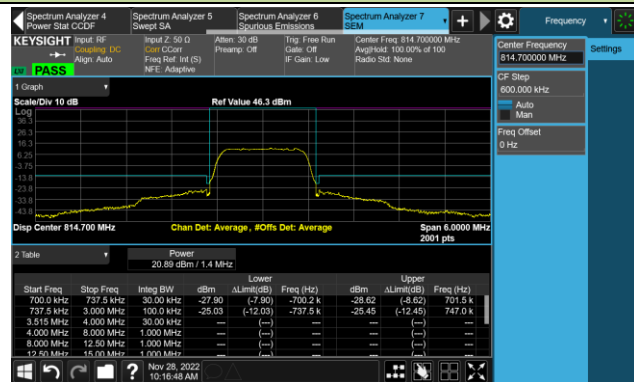 Spectrum Analyzer 4
Power Stat CCDF
Spectrum Analyzer 5
Swept SA
Spectrum Analyzer 6
Spurious Emissions
Spectrum Analyzer 7
SEM
Frequency
KEYSIGHT
Input: RF
Coupling: DC
Align: Auto
Input Z: 50 Ω
Corr CCorr
Freq Ref: Int (S)
NFE: Adaptive
Atten: 30 dB
Preamp: Off
Trig: Free Run
Gate: Off
IF Gain: Low
Center Freq: 814.700000 MHz
Avg|Hold: 100.00% of 100
Radio Std: None
PASS
Center Frequency
814.700000 MHz
Settings
CF Step
600.000 kHz
Auto
Man
Freq Offset
0 Hz
1 Graph
Scale/Div 10 dB
Ref Value 46.3 dBm
Log
36.3
26.3
16.3
6.25
-3.75
-13.8
-23.8
-33.8
-43.8
Disp Center 814.700 MHz
Chan Det: Average , #Offs Det: Average
Span 6.0000 MHz
2001 pts
2 Table
Power
20.89 dBm / 1.4 MHz
Lower Upper
Start Freq Stop Freq Integ BW dBm ΔLimit(dB) Freq (Hz) dBm ΔLimit(dB) Freq (Hz)
700.0 kHz 737.5 kHz 30.00 kHz -27.90 (-7.90) -700.2 k -28.62 (-8.62) 701.5 k
737.5 kHz 3.000 MHz 100.0 kHz -25.03 (-12.03) -737.5 k -25.45 (-12.45) 747.0 k
3.515 MHz 4.000 MHz 30.00 kHz --- (---) --- --- (---) ---
4.000 MHz 8.000 MHz 1.000 MHz --- (---) --- --- (---) ---
8.000 MHz 12.50 MHz 1.000 MHz --- (---) --- --- (---) ---
12.50 MHz 15.00 MHz 1.000 MHz --- (---) --- --- (---) ---
Nov 28, 2022
10:16:48 AM